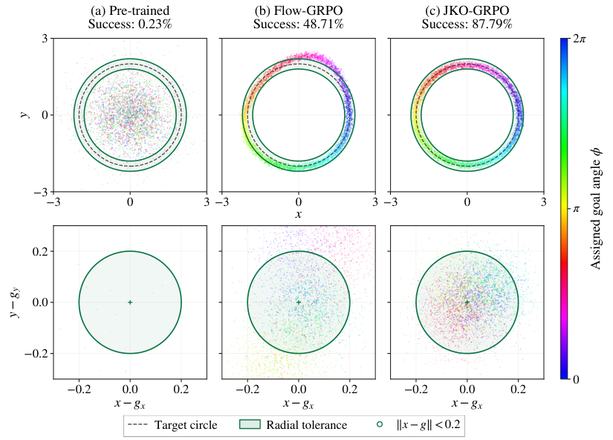 (a) Pre-trained
Success: 0.23%
(b) Flow-GRPO
Success: 48.71%
(c) JKO-GRPO
Success: 87.79%
3
0
−3
y
−3 0 3
−3 0 3
−3 0 3
x
2π
π
0
Assigned goal angle ϕ
0.2
0.0
−0.2
y − g_y
−0.2 0.0 0.2
−0.2 0.0 0.2
−0.2 0.0 0.2
x − g_x
x − g_x
x − g_x
Target circle
Radial tolerance
‖x − g‖ < 0.2